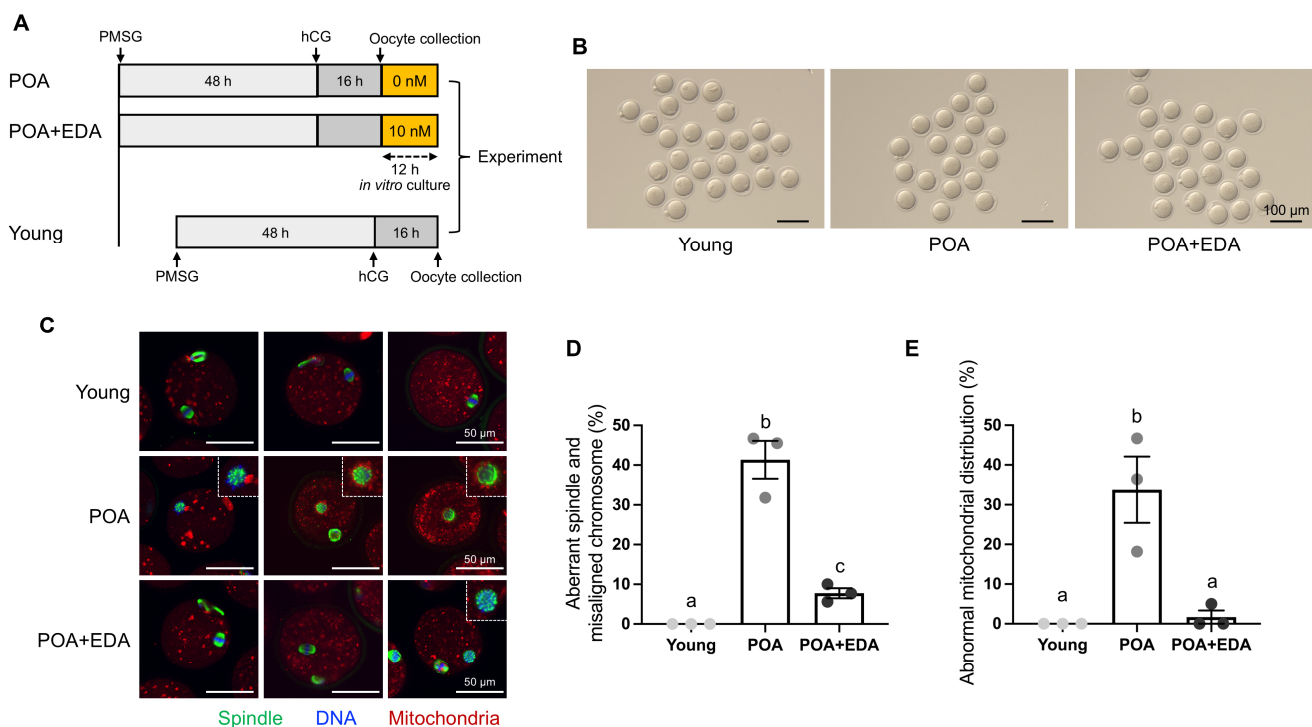 A
PMSG
hCG
Oocyte collection
POA
48 h
16 h
0 nM
POA+EDA
10 nM
12 h
in vitro culture
Experiment
Young
48 h
16 h
PMSG
hCG
Oocyte collection
B
100 µm
Young
POA
POA+EDA
C
Young
50 µm
POA
50 µm
POA+EDA
50 µm
Spindle
DNA
Mitochondria
D
Aberrant spindle and
misaligned chromosome (%)
50
40
30
20
10
0
a
b
c
Young
POA
POA+EDA
E
Abnormal mitochondrial distribution (%)
50
40
30
20
10
0
a
b
a
Young
POA
POA+EDA